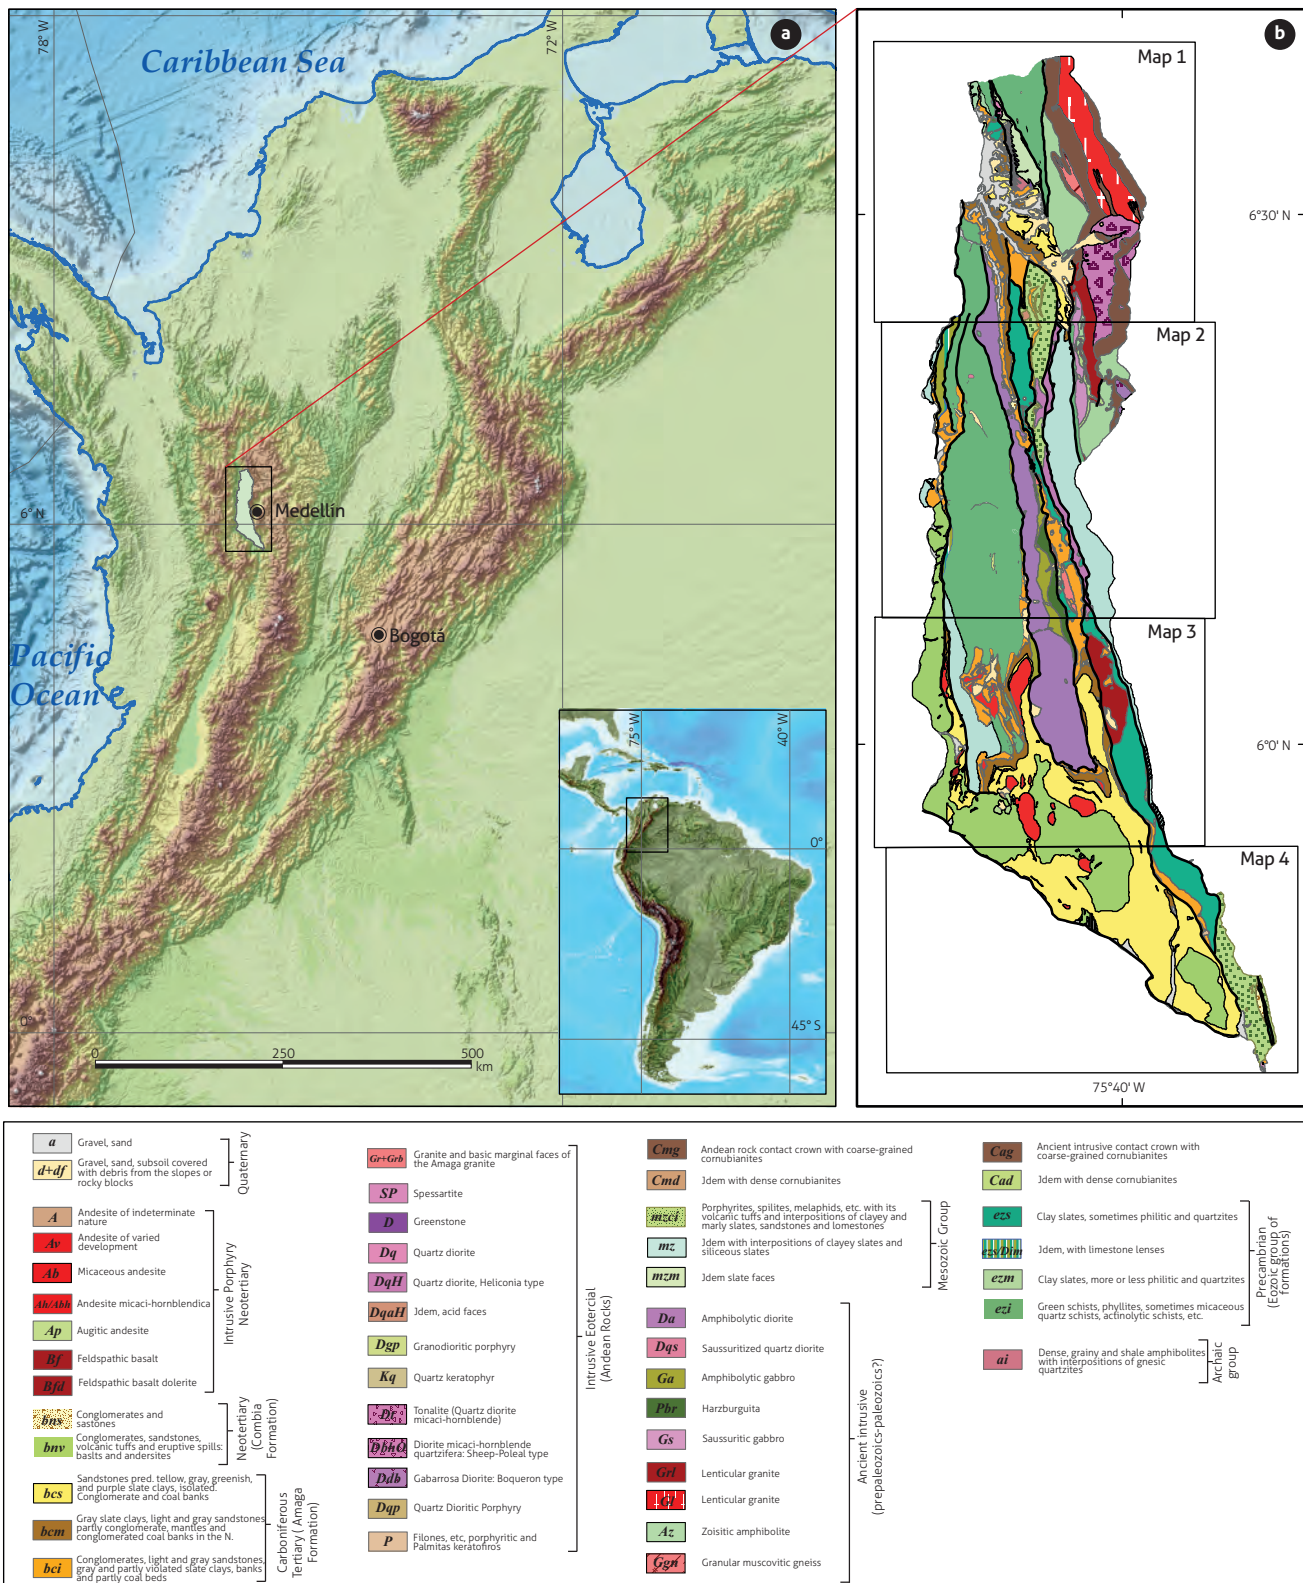 a
b
78° W
72° W
Caribbean Sea
6° N
Medellín
Bogotá
Pacific
Ocean
0°
0
250
500
km
75° W
40° W
0°
45° S
Map 1
6°30' N
Map 2
Map 3
6°0' N
Map 4
75°40' W
a
Gravel, sand
d+df
Gravel, sand, subsoil covered
with debris from the slopes or
rocky blocks
Quaternary
A
Andesite of indeterminate
nature
Av
Andesite of varied
development
Ab
Micaceous andesite
Ah/Abh
Andesite micaci-hornblendica
Ap
Augitic andesite
Bf
Feldspathic basalt
Bfd
Feldspathic basalt dolerite
Intrusive Porphyry
Neotertiary
bns
Conglomerates and
sastones
bnv
Conglomerates, sandstones,
volcanic tuffs and eruptive spills:
baslts and andersites
Neotertiary
(Combia
Formation)
bcs
Sandstones pred. tellow, gray, greenish,
and purple slate clays, isolated.
Conglomerate and coal banks
bcm
Gray slate clays, light and gray sandstones,
partly conglomerate, mantles and
conglomerated coal banks in the N.
bci
Conglomerates, light and gray sandstones,
gray and partly violated slate clays, banks
and partly coal beds
Carboniferous
Tertiary ( Amaga
Formation)
Gr+Grb
Granite and basic marginal faces of
the Amaga granite
SP
Spessartite
D
Greenstone
Dq
Quartz diorite
DqH
Quartz diorite, Heliconia type
DqaH
Jdem, acid faces
Dgp
Granodioritic porphyry
Kq
Quartz keratophyr
Tonalite (Quartz diorite
micaci-hornblende)
DbhO
Diorite micaci-hornblende
quartzifera: Sheep-Poleal type
Ddb
Gabarrosa Diorite: Boqueron type
Dqp
Quartz Dioritic Porphyry
P
Filones, etc, porphyritic and
Palmitas keratofiros
Intrusive Eotercial
(Andean Rocks)
Cmg
Andean rock contact crown with coarse-grained
cornubianites
Cmd
Jdem with dense cornubianites
mzci
Porphyrites, spilites, melaphids, etc. with its
volcanic tuffs and interpositions of clayey and
marly slates, sandstones and lomestones
mz
Jdem with interpositions of clayey slates and
siliceous slates
mzm
Jdem slate faces
Mesozoic Group
Da
Amphibolytic diorite
Dqs
Saussuritized quartz diorite
Ga
Amphibolytic gabbro
Pbr
Harzburguita
Gs
Saussuritic gabbro
Grl
Lenticular granite
Gl
Lenticular granite
Az
Zoisitic amphibolite
Ggn
Granular muscovitic gneiss
Ancient intrusive
(prepaleozoics-paleozoics?)
Cag
Ancient intrusive contact crown with
coarse-grained cornubianites
Cad
Jdem with dense cornubianites
ezs
Clay slates, sometimes philitic and quartzites
ezs/Dim
Jdem, with limestone lenses
ezm
Clay slates, more or less philitic and quartzites
ezi
Green schists, phyllites, sometimes micaceous
quartz schists, actinolytic schists, etc.
Precambrian
(Eozoic group of
formations)
ai
Dense, grainy and shale amphibolites
with interpositions of gnesic
quartzites
Archaic
group